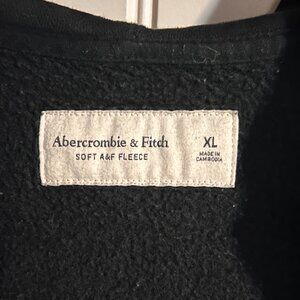 Abercrombie & Fitch XL
SOFT A&F FLEECE MADE IN
CAMBODIA